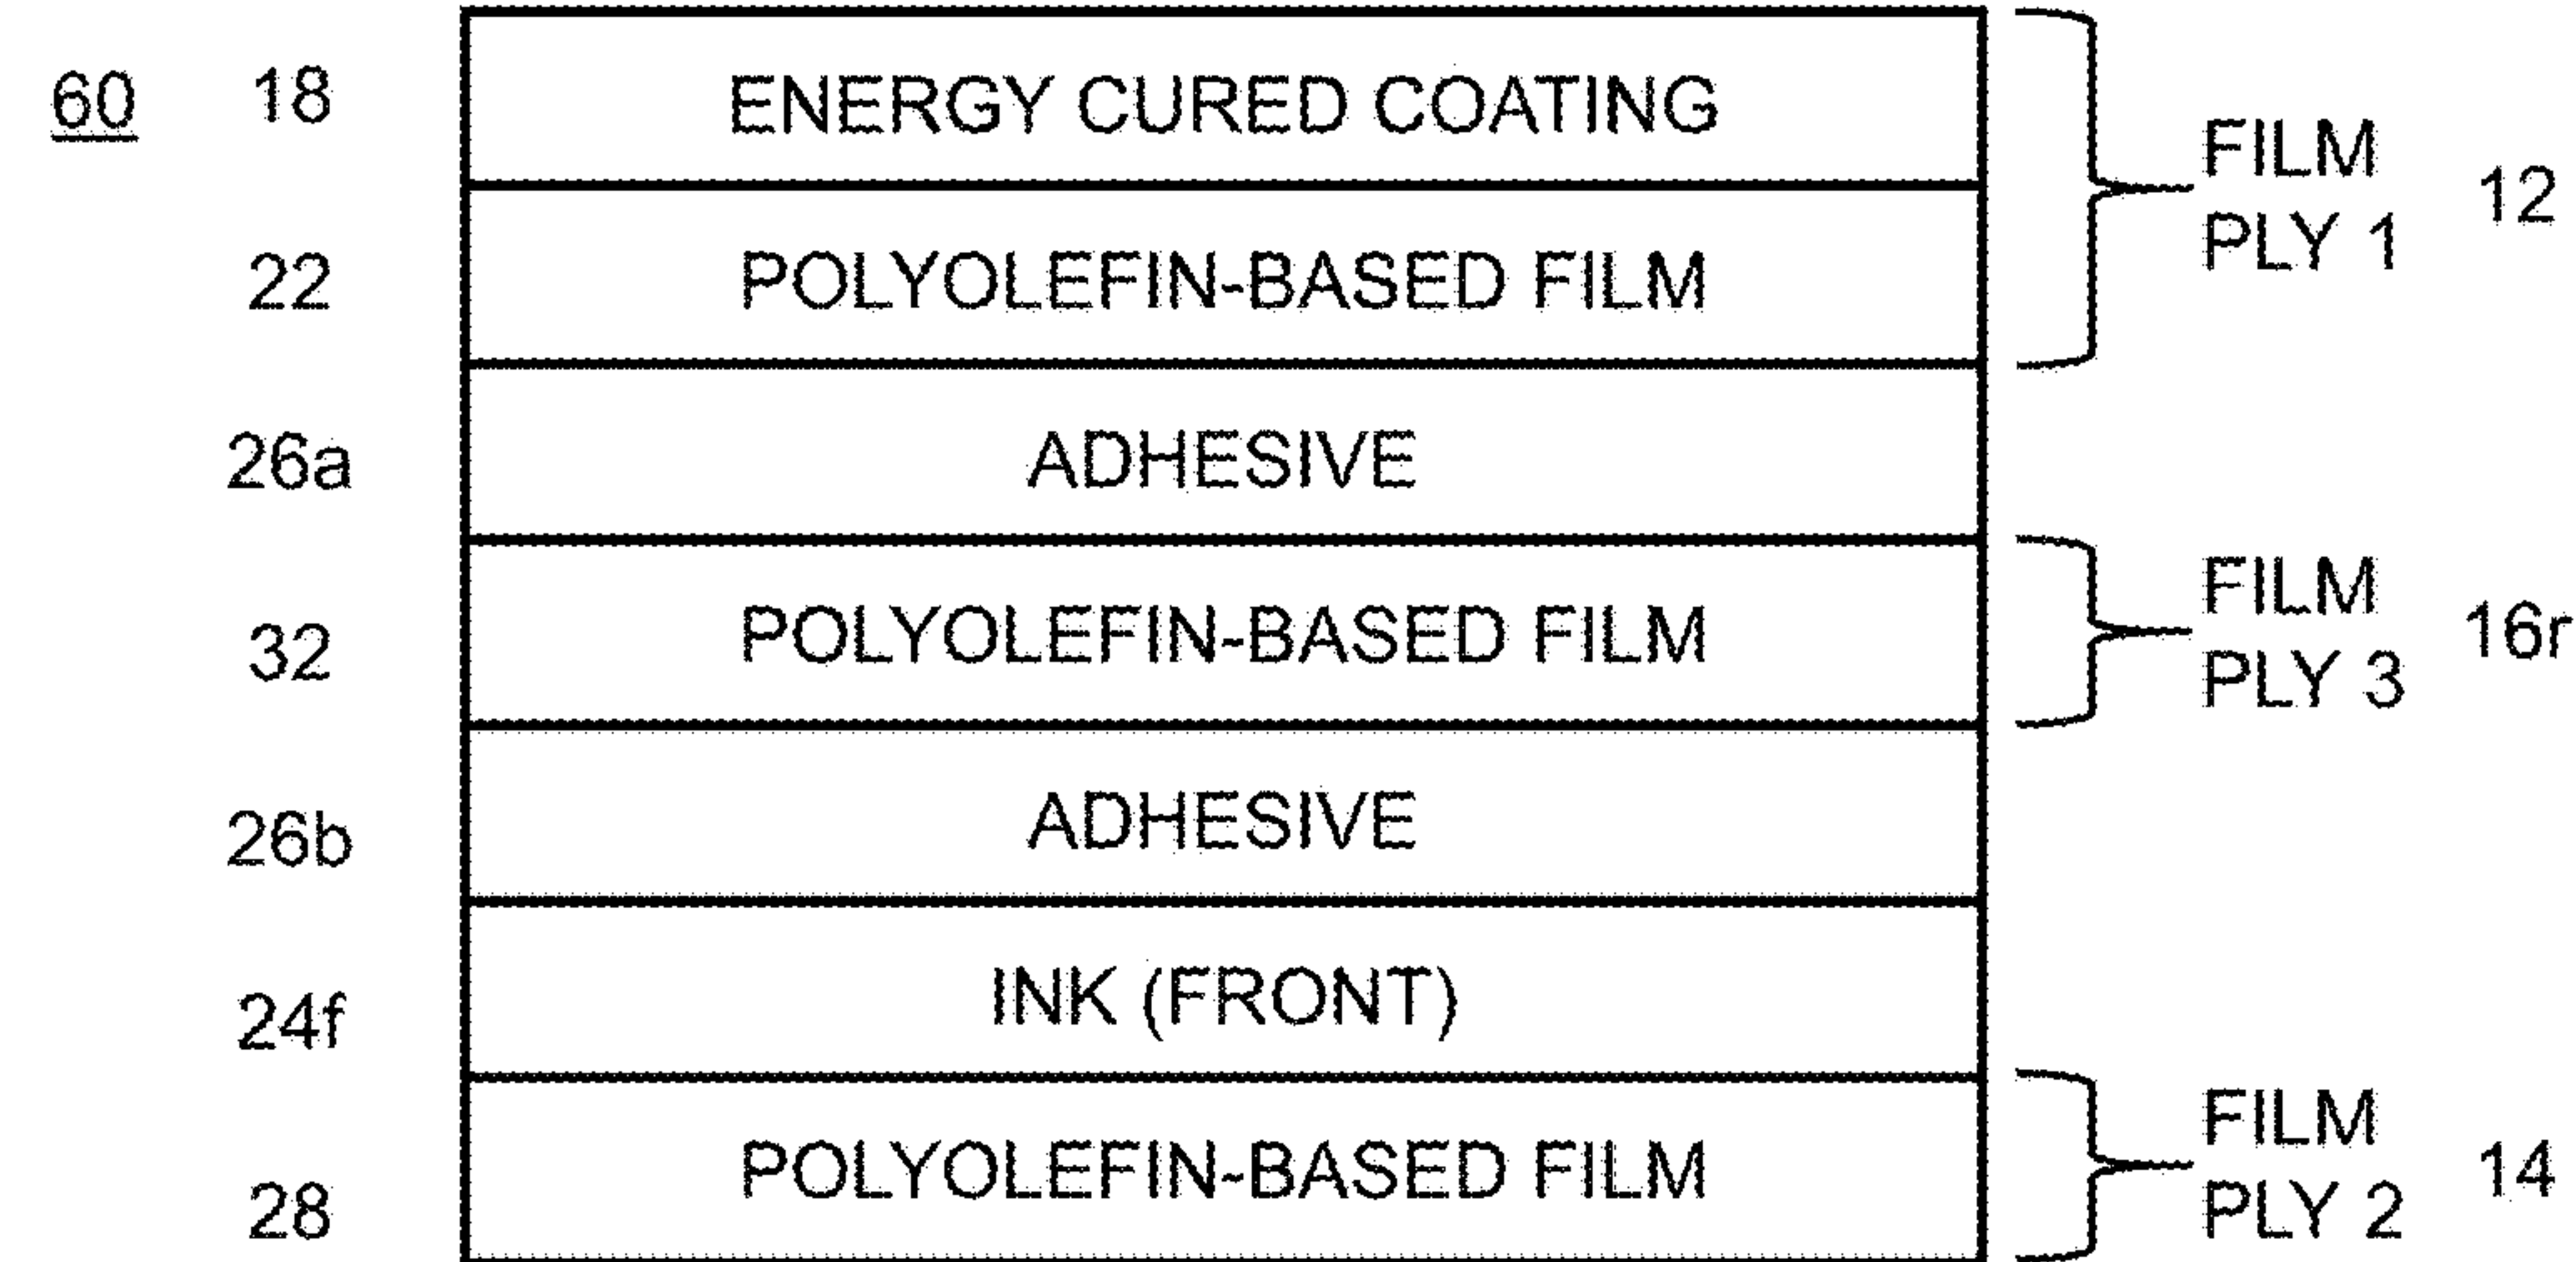 60 18 ENERGY CURED COATING
FILM
PLY 1 12
22 POLYOLEFIN-BASED FILM
26a ADHESIVE
32 POLYOLEFIN-BASED FILM
FILM
PLY 3 16r
26b ADHESIVE
24f INK (FRONT)
28 POLYOLEFIN-BASED FILM
FILM
PLY 2 14